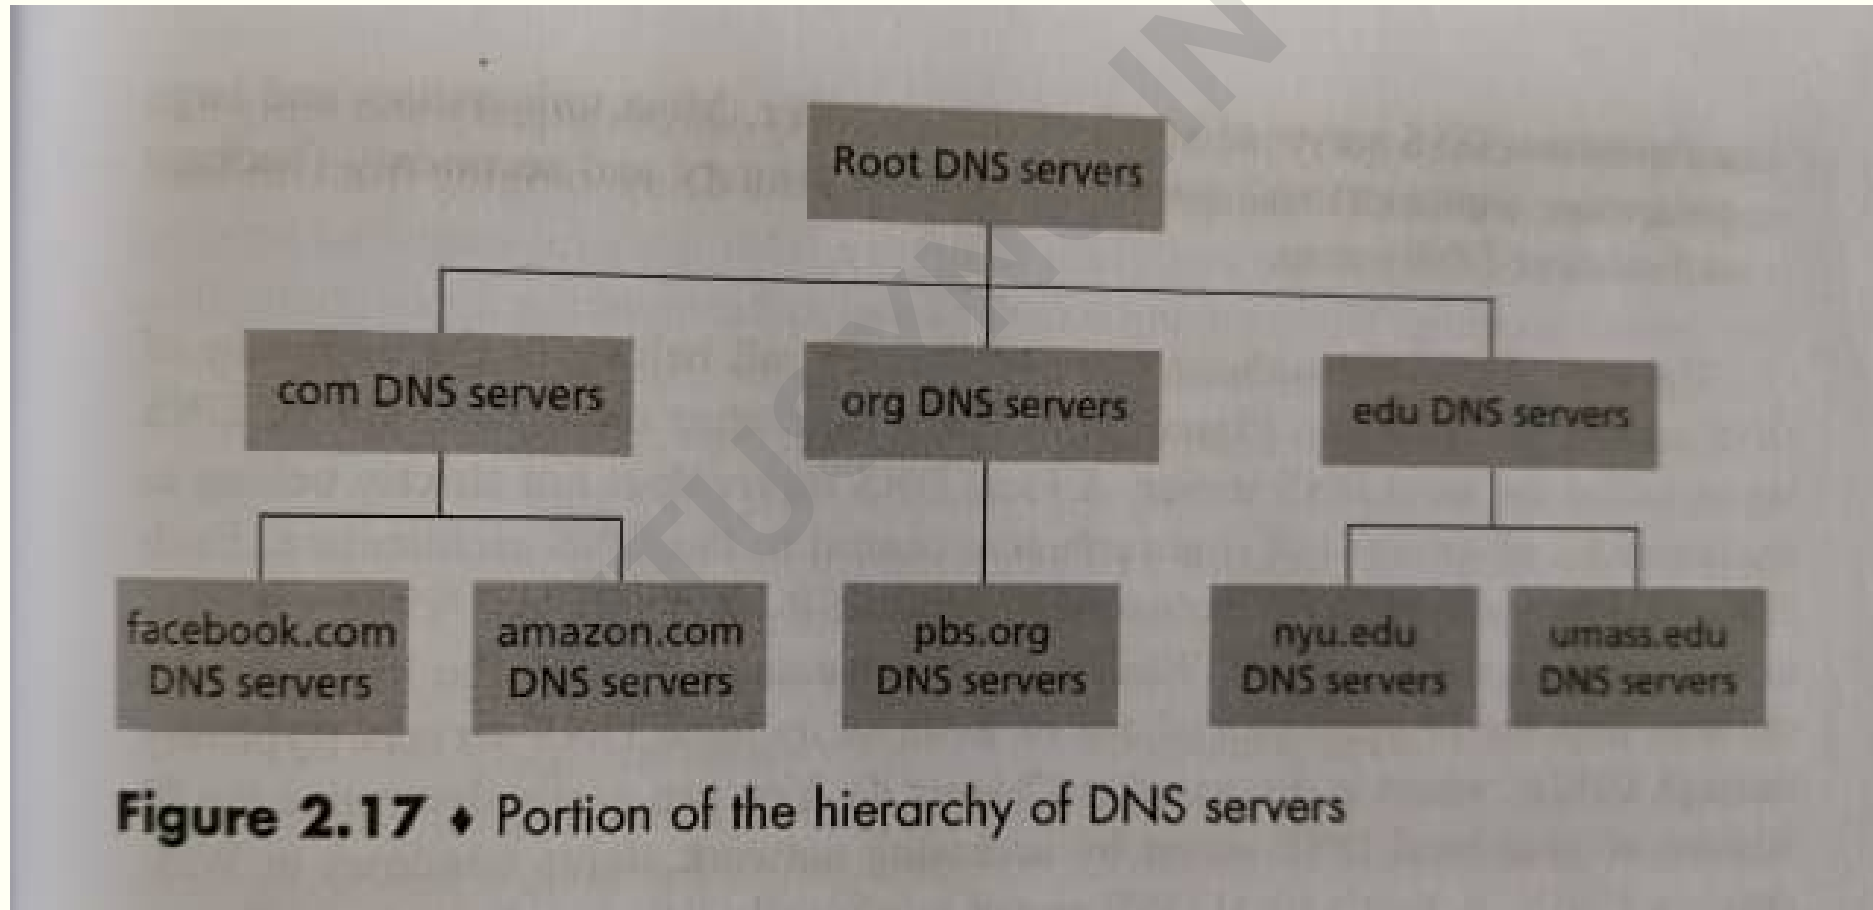 Root DNS servers
com DNS servers
org DNS servers
edu DNS servers
facebook.com
DNS servers
amazon.com
DNS servers
pbs.org
DNS servers
nyu.edu
DNS servers
umass.edu
DNS servers
Figure 2.17 ♦ Portion of the hierarchy of DNS servers